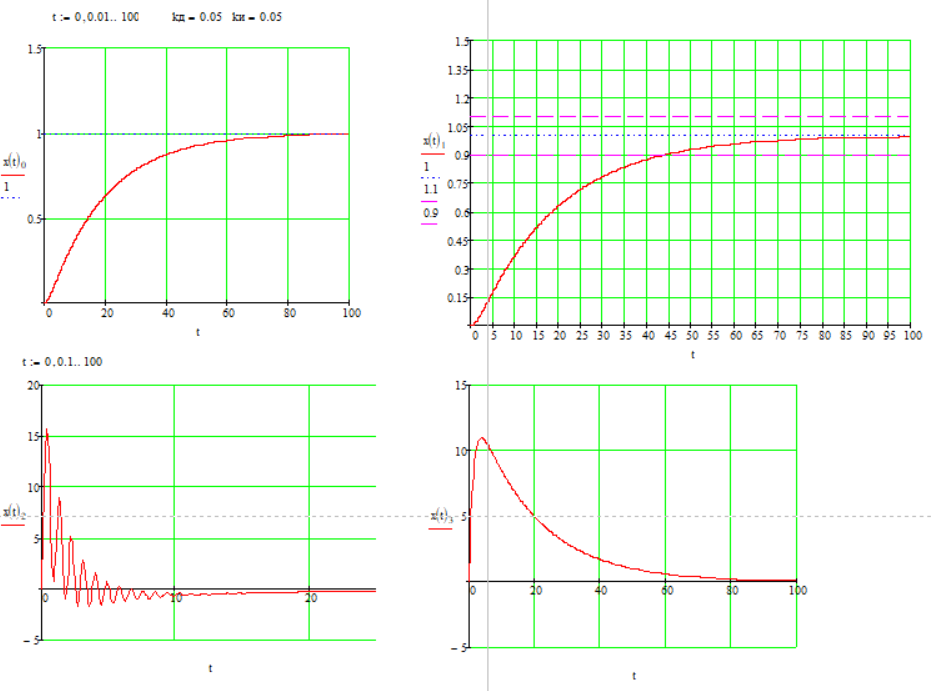 t := 0,0.01.. 100 kд = 0.05 kи = 0.05
1.5
1
0.5
x(t)₀
1
0 20 40 60 80 100
t
1.5
1.35
1.2
1.05
0.9
0.75
0.6
0.45
0.3
0.15
x(t)₁
1
1.1
0.9
0 5 10 15 20 25 30 35 40 45 50 55 60 65 70 75 80 85 90 95 100
t
t := 0,0.1.. 100
20
15
10
5
− 5
x(t)₂
0 10 20
t
15
10
5
− 5
x(t)₃
0 20 40 60 80 100
t